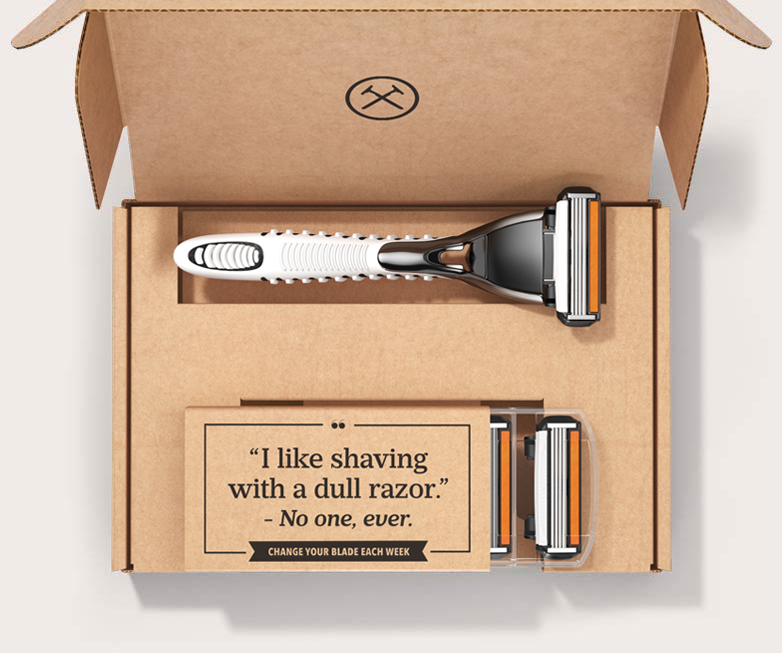 “I like shaving
with a dull razor.”
- No one, ever.
CHANGE YOUR BLADE EACH WEEK